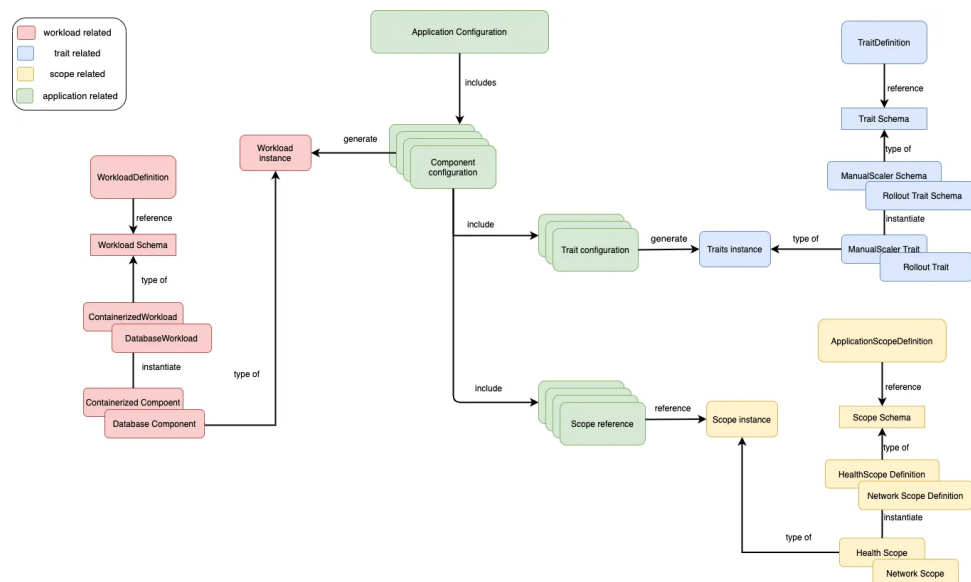 workload related
trait related
scope related
application related
Application Configuration
includes
generate
Workload
instance
Component
configuration
WorkloadDefinition
reference
Workload Schema
type of
ContainerizedWorkload
DatabaseWorkload
instantiate
Containerized Compoent
Database Component
type of
include
Trait configuration
generate
Traits instance
type of
TraitDefinition
reference
Trait Schema
type of
ManualScaler Schema
Rollout Trait Schema
instantiate
ManualScaler Trait
Rollout Trait
include
Scope reference
reference
Scope instance
type of
ApplicationScopeDefinition
reference
Scope Schema
type of
HealthScope Definition
Network Scope Definition
instantiate
Health Scope
Network Scope